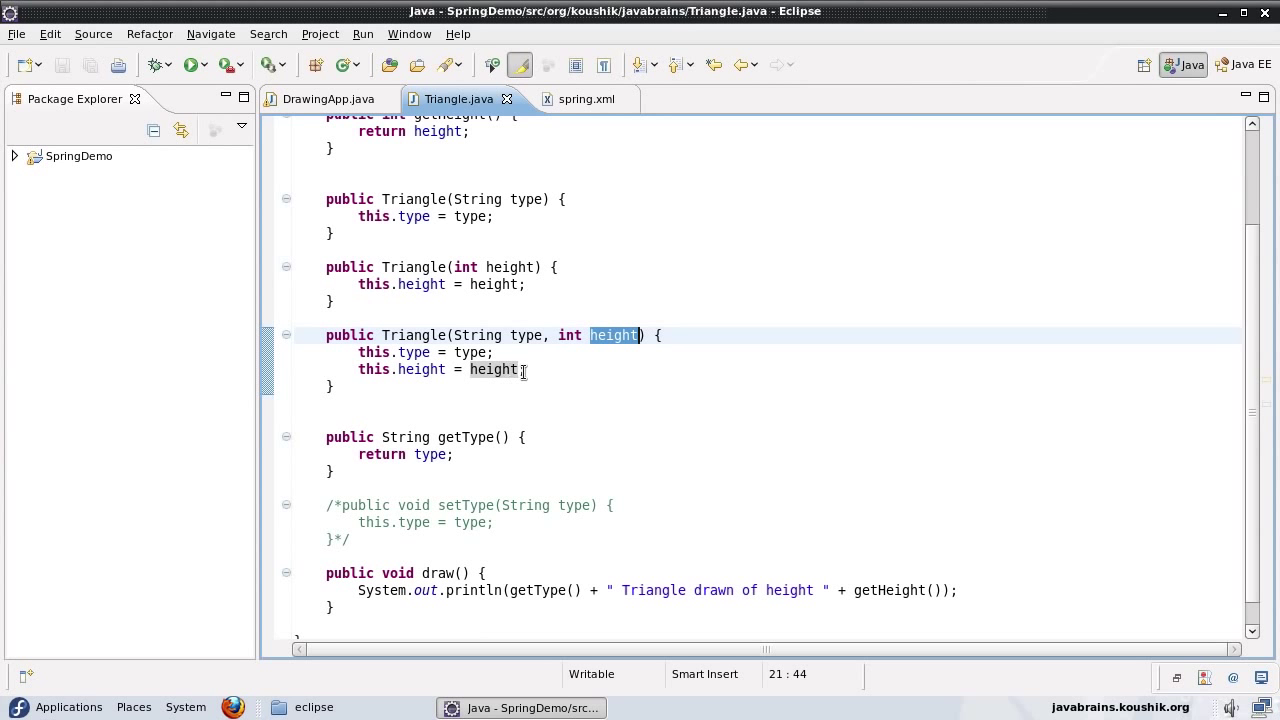 Java - SpringDemo/src/org/koushik/javabrains/Triangle.java - Eclipse
File Edit Source Refactor Navigate Search Project Run Window Help
Java Java EE
Package Explorer DrawingApp.java Triangle.java spring.xml
SpringDemo
public int getHeight() {
return height;
}
public Triangle(String type) {
this.type = type;
}
public Triangle(int height) {
this.height = height;
}
public Triangle(String type, int height) {
this.type = type;
this.height = height;
}
public String getType() {
return type;
}
/*public void setType(String type) {
this.type = type;
}*/
public void draw() {
System.out.println(getType() + " Triangle drawn of height " + getHeight());
}
}
Writable Smart Insert 21 : 44
Applications Places System eclipse Java - SpringDemo/src... javabrains.koushik.org